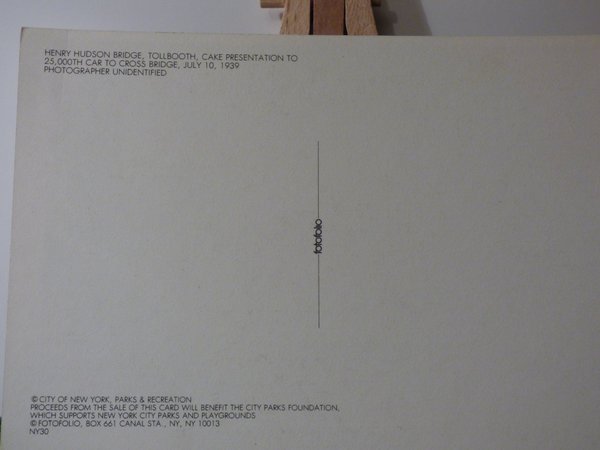 HENRY HUDSON BRIDGE, TOLLBOOTH, CAKE PRESENTATION TO
25,000TH CAR TO CROSS BRIDGE, JULY 10, 1939
PHOTOGRAPHER UNIDENTIFIED
fotofolio
© CITY OF NEW YORK, PARKS & RECREATION
PROCEEDS FROM THE SALE OF THIS CARD WILL BENEFIT THE CITY PARKS FOUNDATION,
WHICH SUPPORTS NEW YORK CITY PARKS AND PLAYGROUNDS
© FOTOFOLIO, BOX 661 CANAL STA., NY, NY 10013
NY30